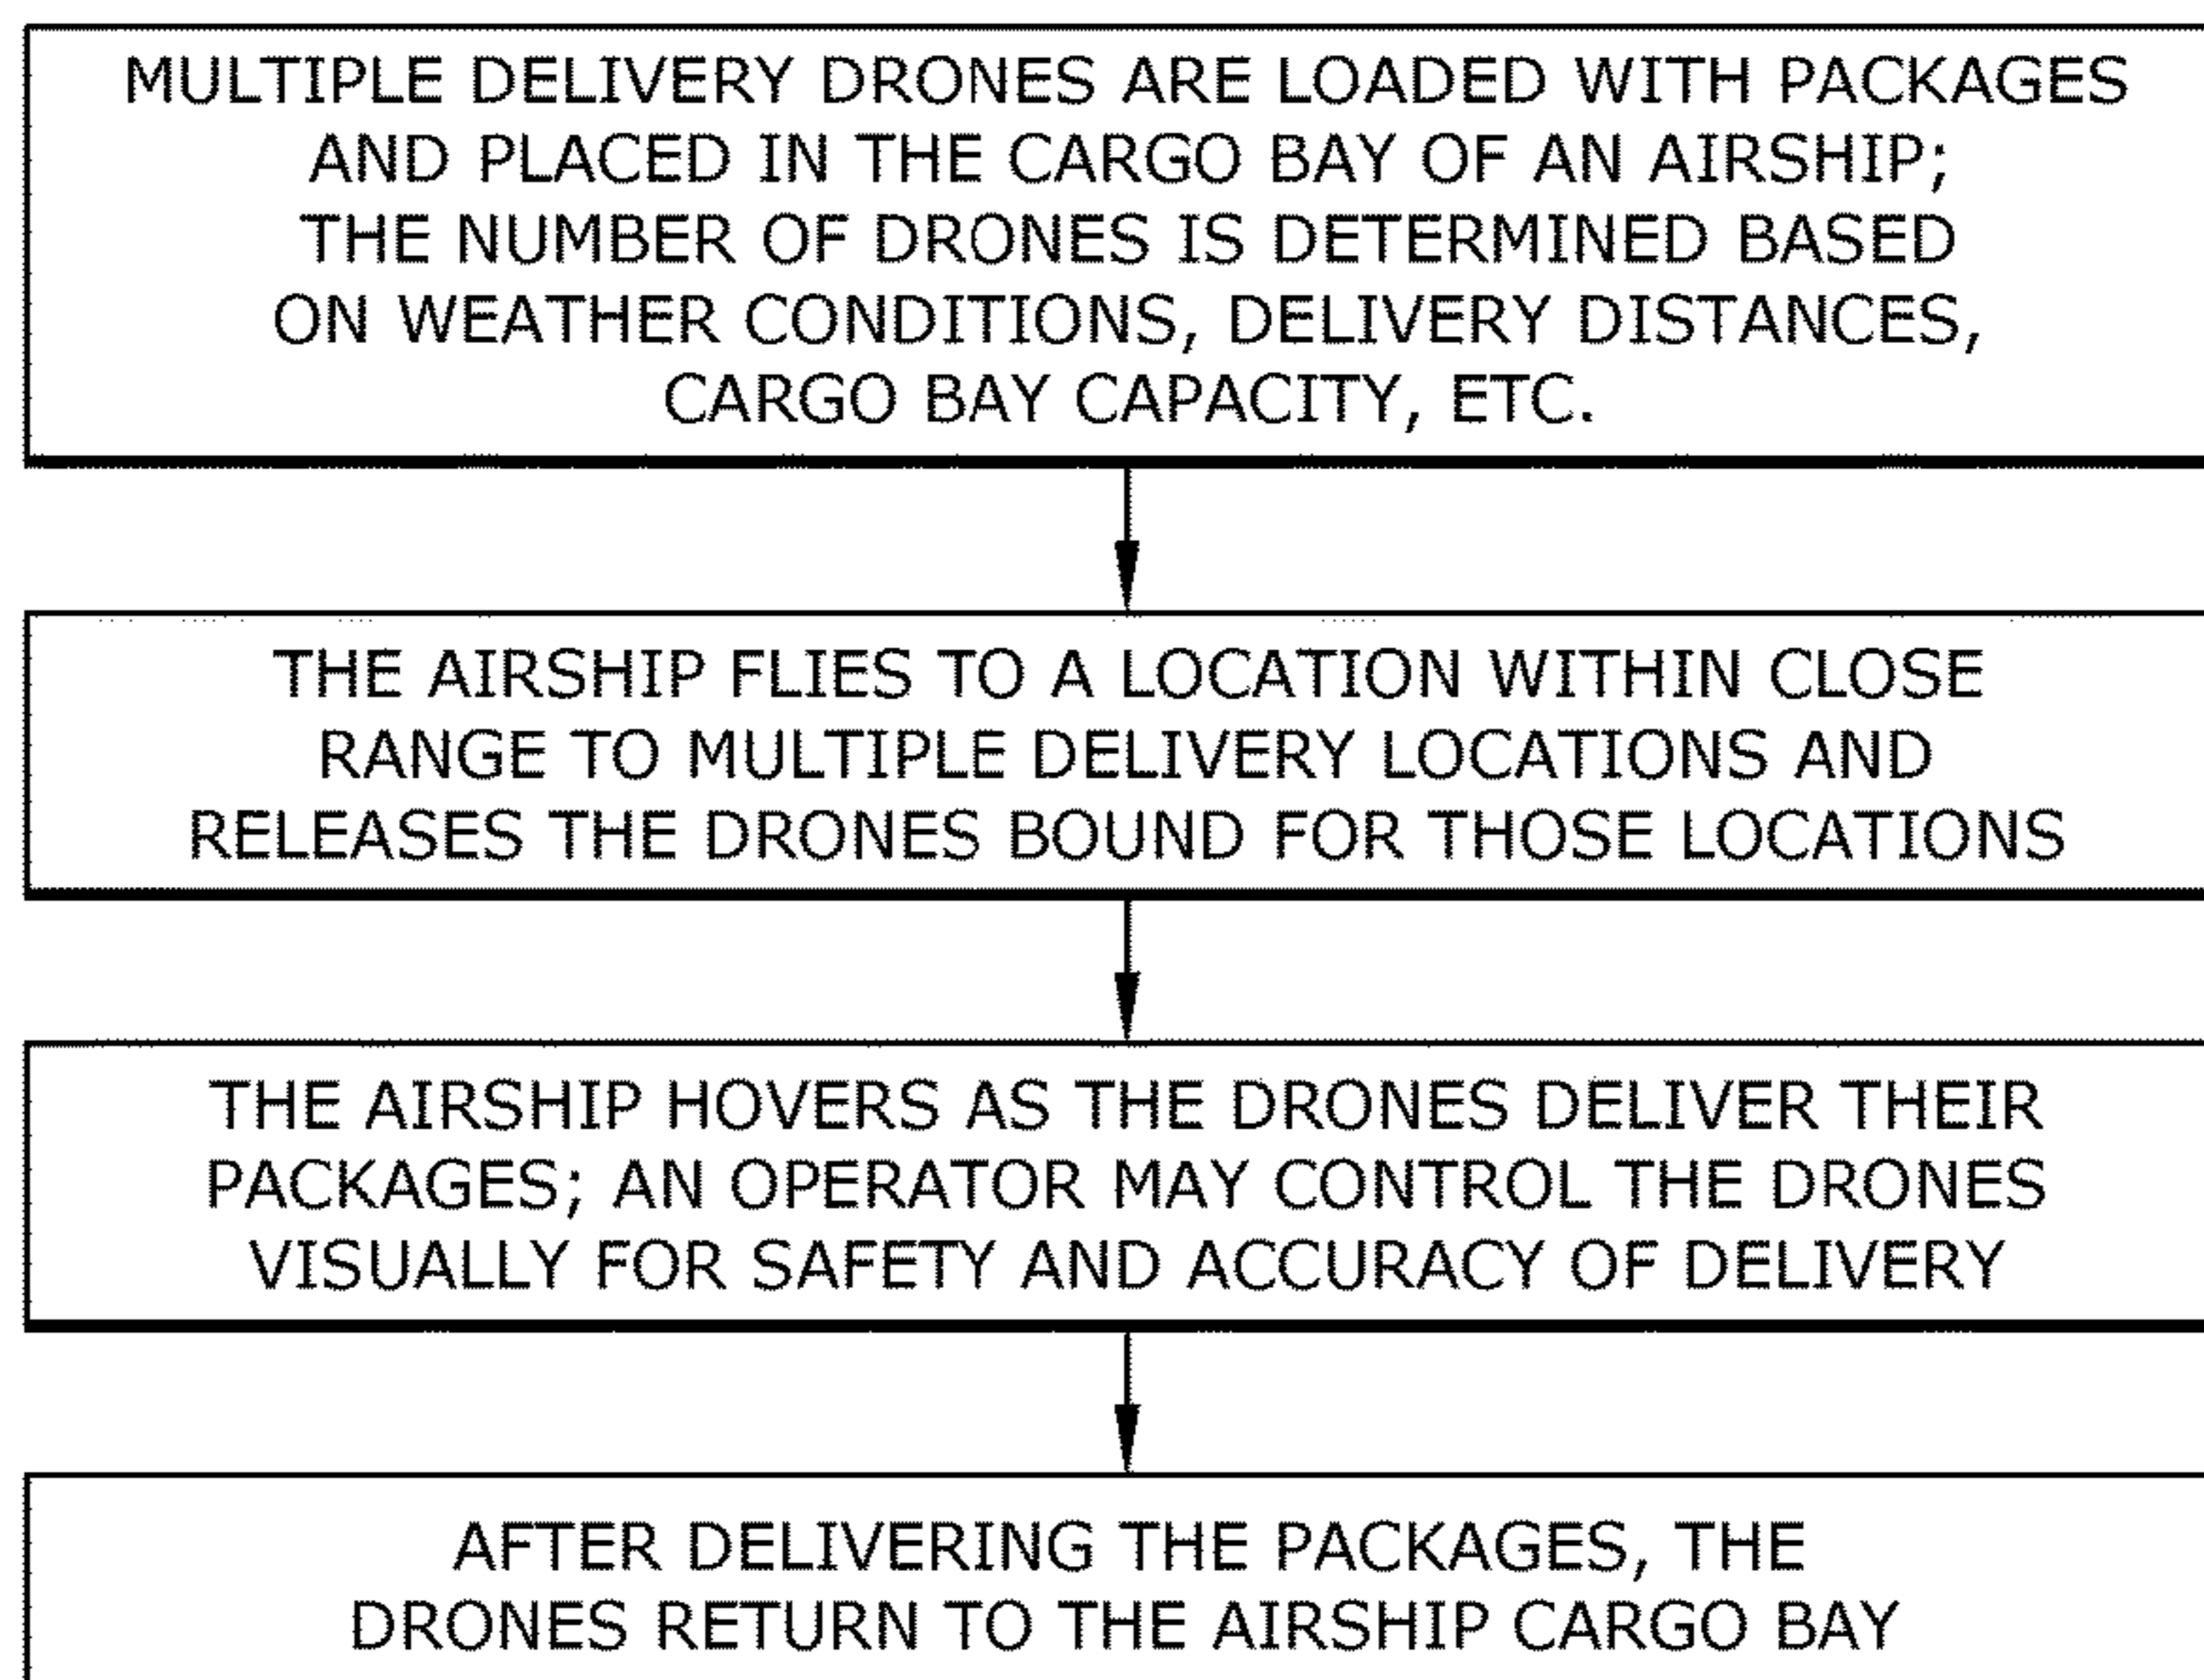 MULTIPLE DELIVERY DRONES ARE LOADED WITH PACKAGES
AND PLACED IN THE CARGO BAY OF AN AIRSHIP;
THE NUMBER OF DRONES IS DETERMINED BASED
ON WEATHER CONDITIONS, DELIVERY DISTANCES,
CARGO BAY CAPACITY, ETC.
THE AIRSHIP FLIES TO A LOCATION WITHIN CLOSE
RANGE TO MULTIPLE DELIVERY LOCATIONS AND
RELEASES THE DRONES BOUND FOR THOSE LOCATIONS
THE AIRSHIP HOVERS AS THE DRONES DELIVER THEIR
PACKAGES; AN OPERATOR MAY CONTROL THE DRONES
VISUALLY FOR SAFETY AND ACCURACY OF DELIVERY
AFTER DELIVERING THE PACKAGES, THE
DRONES RETURN TO THE AIRSHIP CARGO BAY